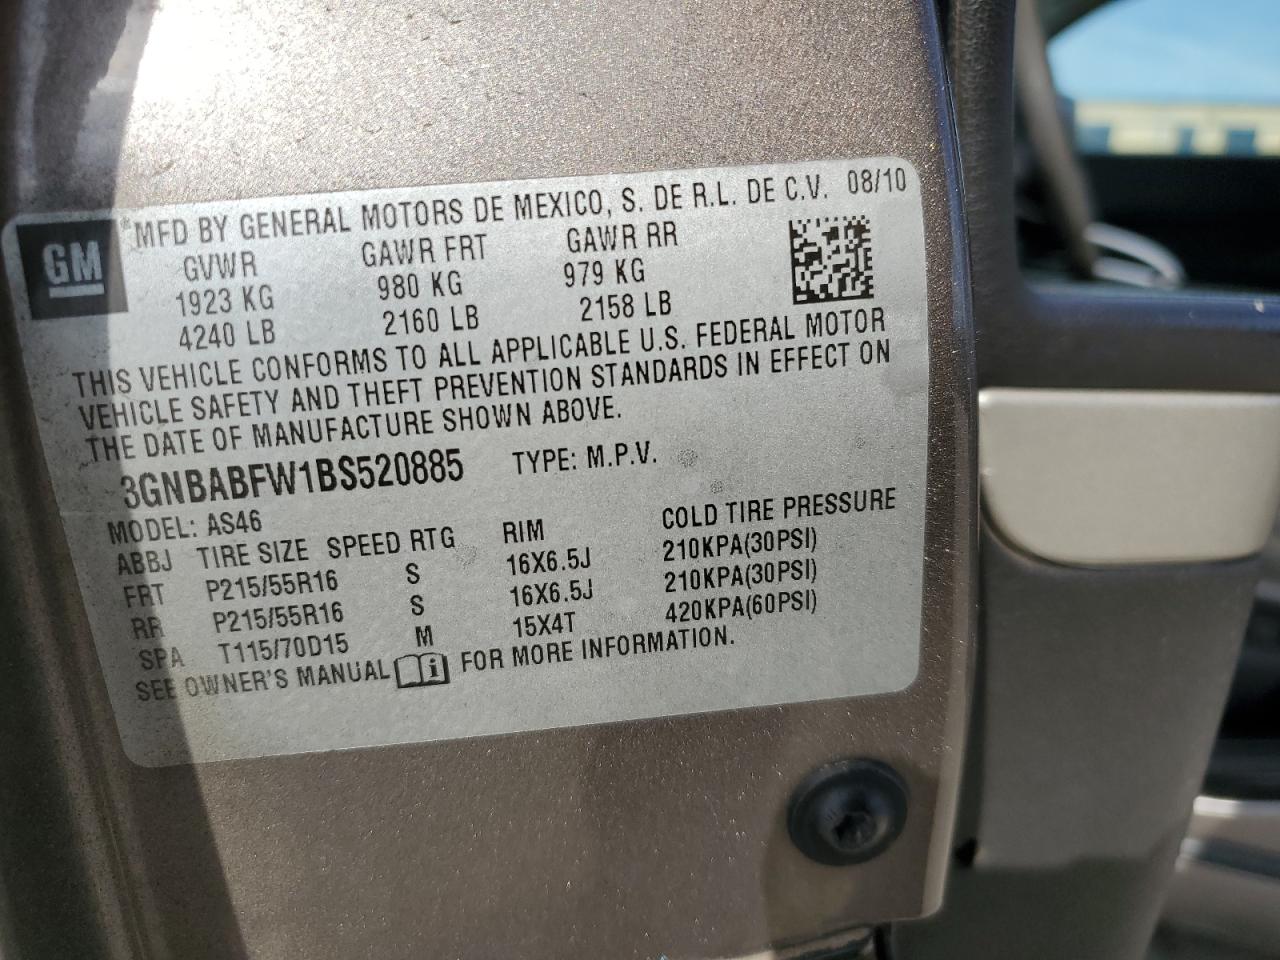 GM
*MFD BY GENERAL MOTORS DE MEXICO, S. DE R.L. DE C.V. 08/10
GVWR GAWR FRT GAWR RR
1923 KG 980 KG 979 KG
4240 LB 2160 LB 2158 LB
THIS VEHICLE CONFORMS TO ALL APPLICABLE U.S. FEDERAL MOTOR
VEHICLE SAFETY AND THEFT PREVENTION STANDARDS IN EFFECT ON
THE DATE OF MANUFACTURE SHOWN ABOVE.
3GNBABFW1BS520885 TYPE: M.P.V.
MODEL: AS46
ABBJ TIRE SIZE SPEED RTG RIM COLD TIRE PRESSURE
FRT P215/55R16 S 16X6.5J 210KPA(30PSI)
RR P215/55R16 S 16X6.5J 210KPA(30PSI)
SPA T115/70D15 M 15X4T 420KPA(60PSI)
SEE OWNER'S MANUAL FOR MORE INFORMATION.